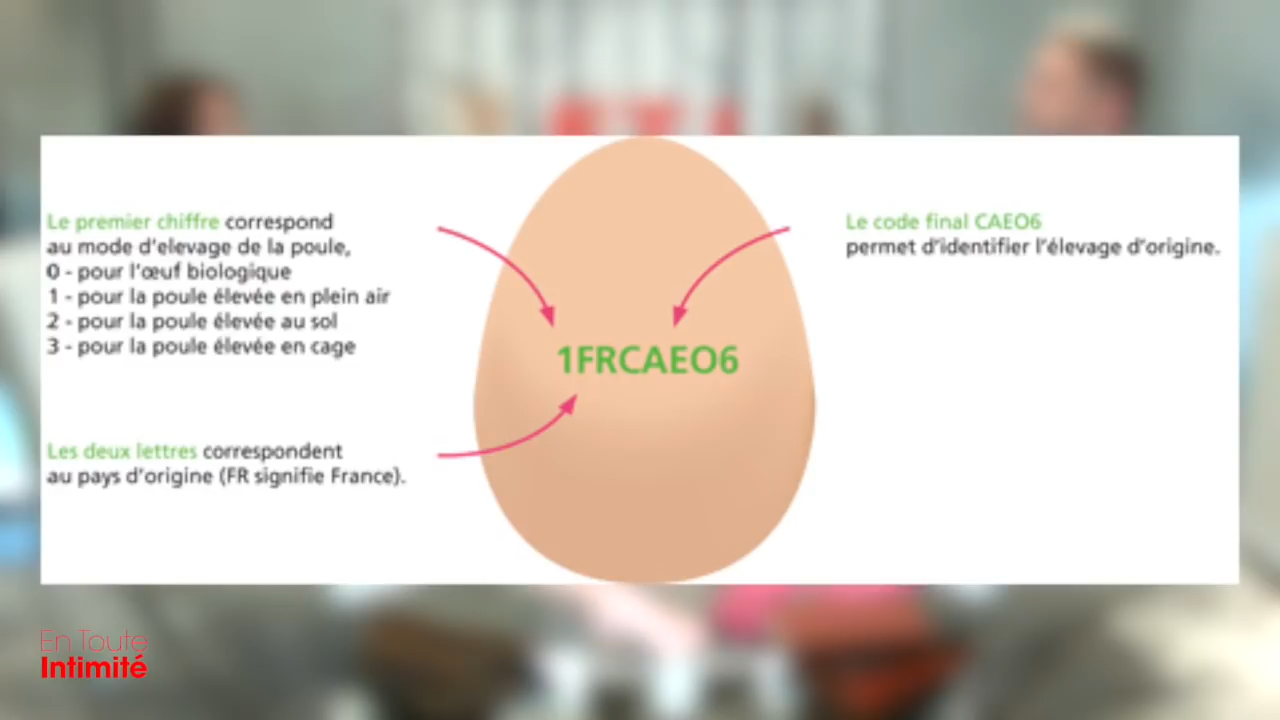 Le premier chiffre correspond
au mode d'elevage de la poule,
0 - pour l'œuf biologique
1 - pour la poule élevée en plein air
2 - pour la poule élevée au sol
3 - pour la poule élevée en cage
Les deux lettres correspondent
au pays d'origine (FR signifie France).
1FRCAEO6
Le code final CAEO6
permet d'identifier l'élevage d'origine.
En Toute
Intimité